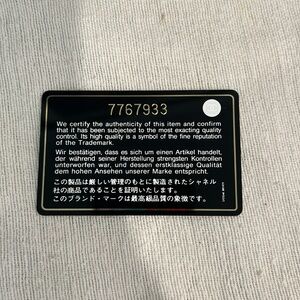 7767933
We certify the authenticity of this item and confirm
that it has been subjected to the most exacting quality
control. Its high quality is a symbol of the fine reputation
of the Trademark.
Wir bestätigen, dass es sich um einen Artikel handelt,
der während seiner Herstellung strengsten Kontrollen
unterworfen war, und dessen erstklassige Qualität
dem hohen Ansehen unserer Marke entspricht.
この製品は厳しい管理のもとに製造されたシャネル
社の商品であることを証明いたします。
このブランド・マークは最高級品質の象徴です。